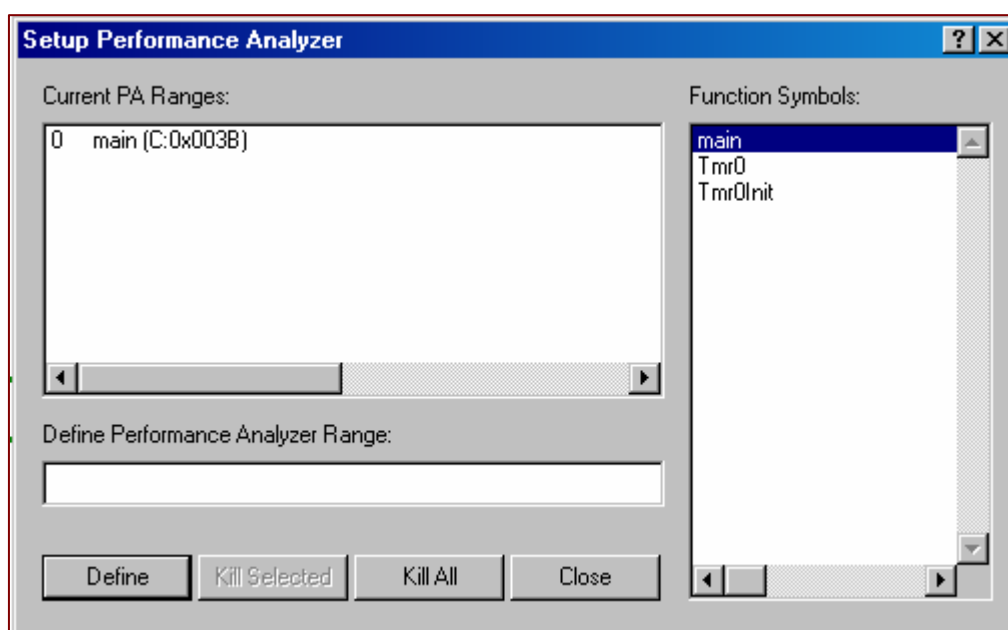 Setup Performance Analyzer
Current PA Ranges:
0 main (C:0x003B)
Function Symbols:
main
Tmr0
Tmr0Init
Define Performance Analyzer Range:
Define
Kill Selected
Kill All
Close